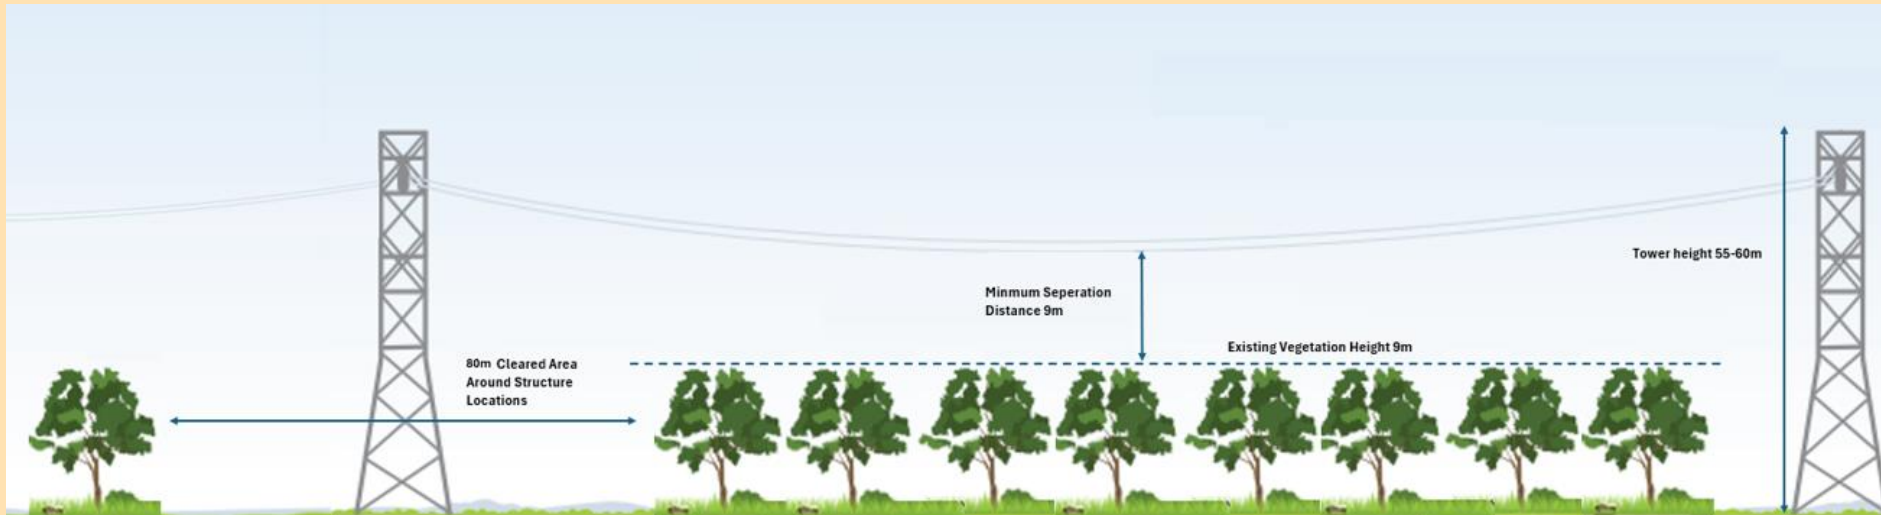 Tower height 55-60m
Minmum Seperation
Distance 9m
Existing Vegetation Height 9m
80m Cleared Area
Around Structure
Locations